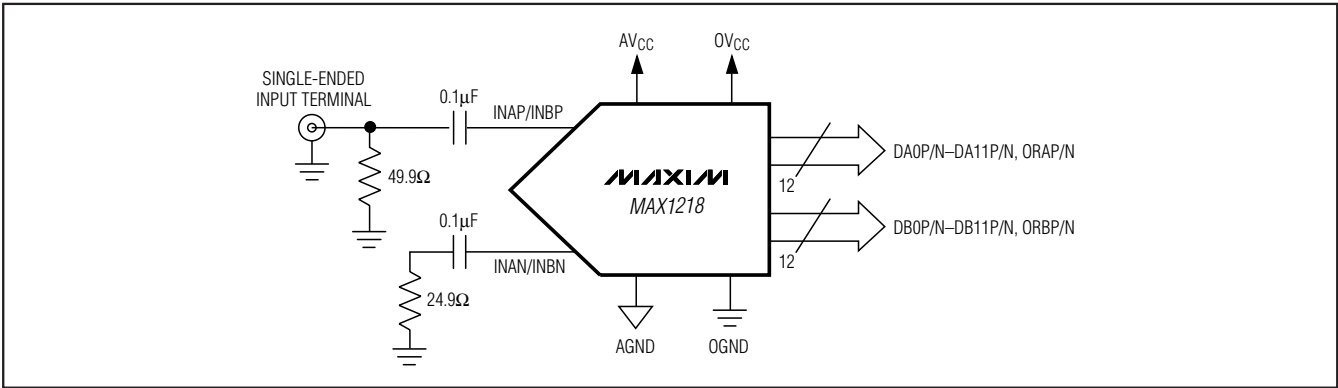 AVCC
OVCC
SINGLE-ENDED
INPUT TERMINAL
0.1µF
INAP/INBP
49.9Ω
MAXIM
MAX1218
12
DA0P/N–DA11P/N, ORAP/N
0.1µF
INAN/INBN
24.9Ω
12
DB0P/N–DB11P/N, ORBP/N
AGND
OGND